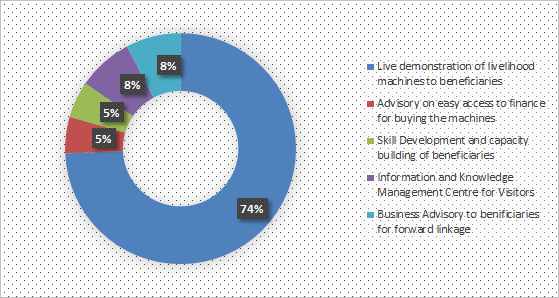 8%
8%
5%
5%
74%
Live demonstration of livelihood
machines to beneficiaries
Advisory on easy access to finance
for buying the machines
Skill Development and capacity
building of beneficiaries
Information and Knowledge
Management Centre for Visitors
Business Advisory to benificiaries
for forward linkage